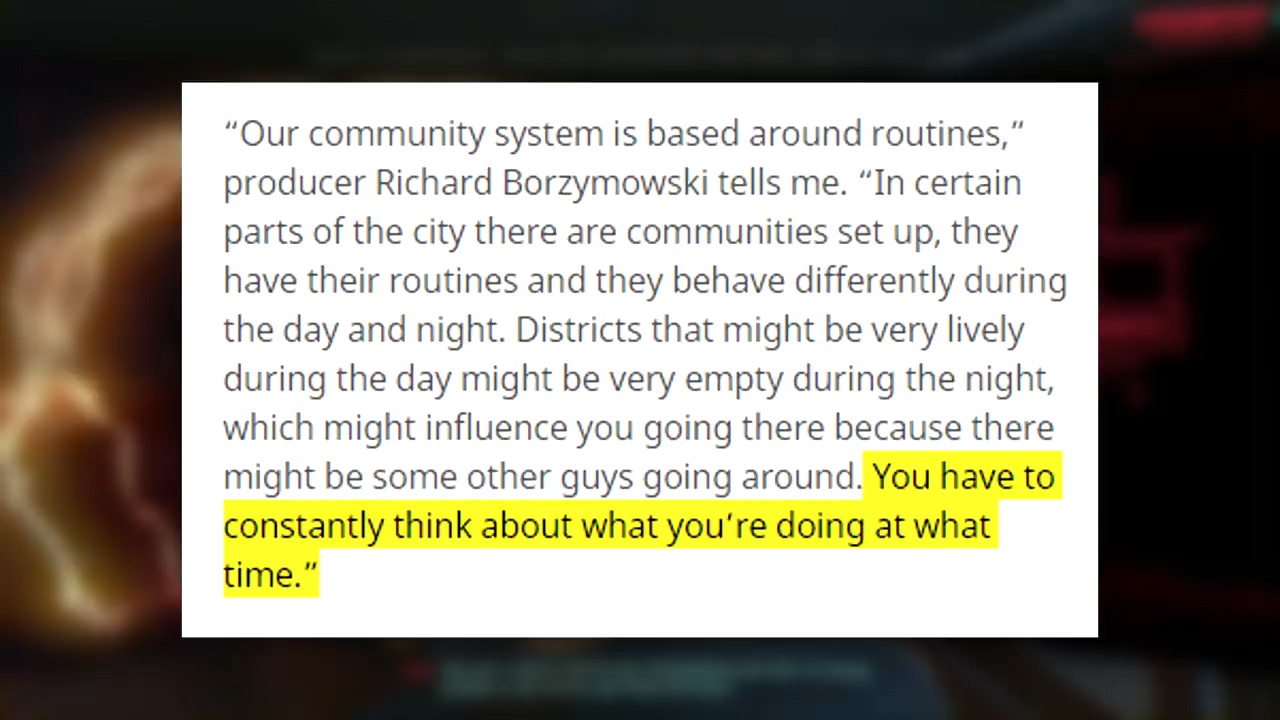 “Our community system is based around routines,”
producer Richard Borzymowski tells me. “In certain
parts of the city there are communities set up, they
have their routines and they behave differently during
the day and night. Districts that might be very lively
during the day might be very empty during the night,
which might influence you going there because there
might be some other guys going around. You have to
constantly think about what you’re doing at what
time.”